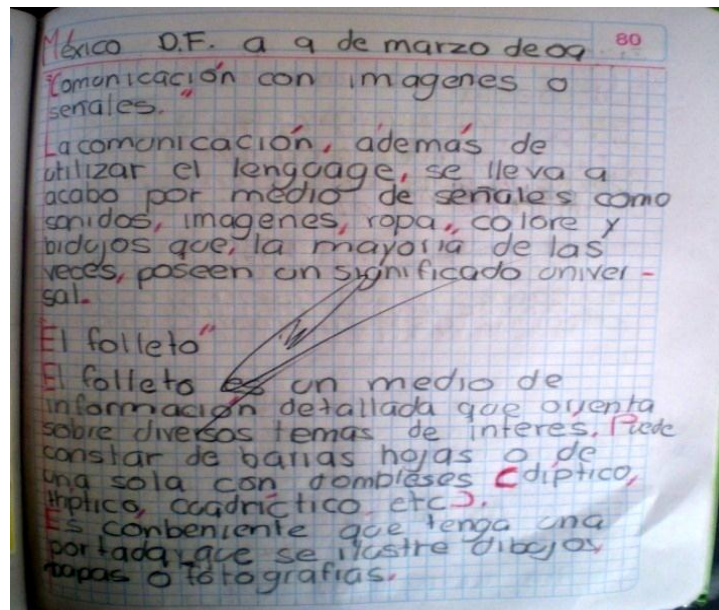 México D.F. a 9 de marzo de 09
80
"Comonicación con imagenes o
señales."
La comonicación, además de
utilizar el lenguage, se lleva a
acabo por medio de señales como
sonidos, imagenes, ropa, colore y
bidujos que, la mayoria de las
veces, poseen un significado univer-
sal.
El folleto"
El folleto es un medio de
información detallada que oryenta
sobre diversos temas de interes. Puede
constar de barias hojas o de
una sola con dombleses (díptico,
triptico, cuadríctico, etc).
Es conbeniente que tenga una
portada, que se ilustre dibujos,
mapas o fotografías.